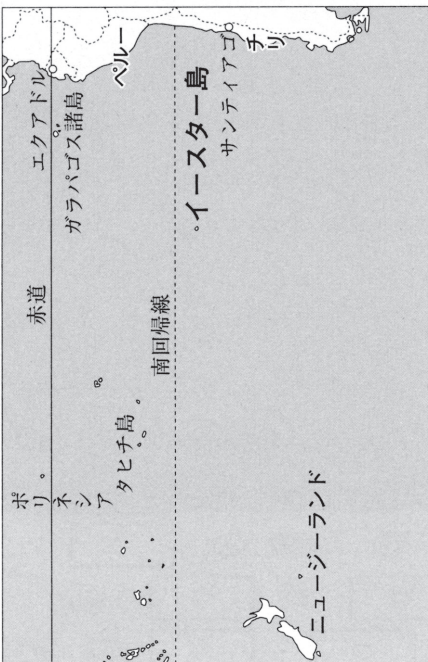 エクアドル
ガラパゴス諸島
ペルー
イースター島
サンティアゴ
チリ
赤道
南回帰線
タヒチ島
ポリネシア
ニュージーランド